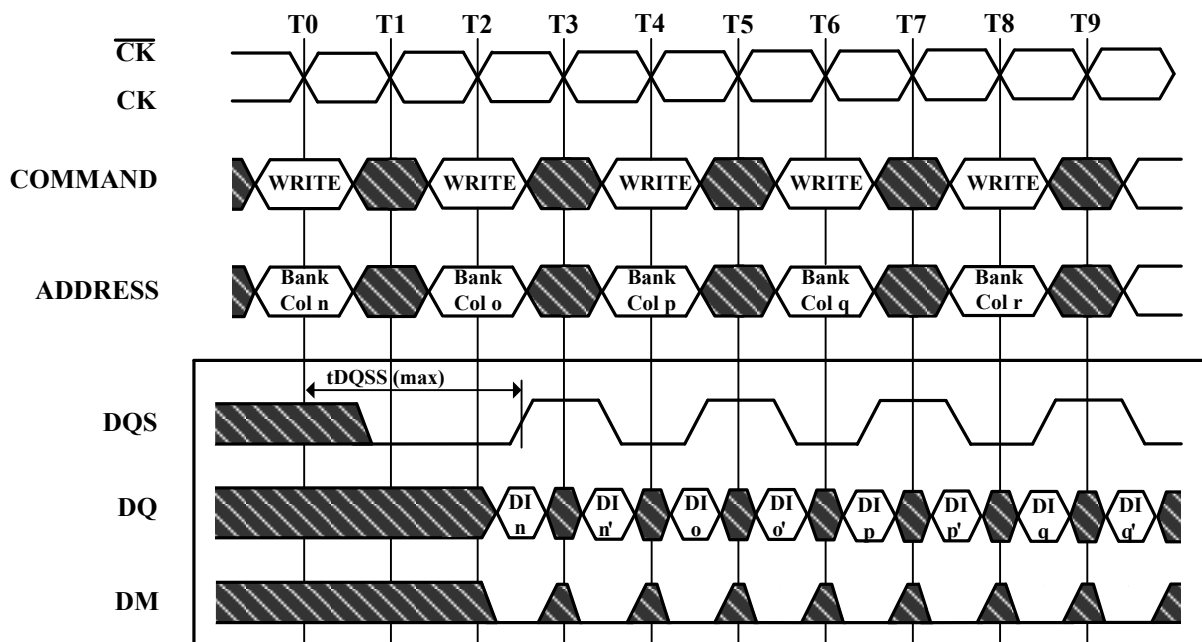 T0 T1 T2 T3 T4 T5 T6 T7 T8 T9
CK
CK
COMMAND WRITE WRITE WRITE WRITE WRITE
ADDRESS Bank Col n Bank Col o Bank Col p Bank Col q Bank Col r
tDQSS (max)
DQS
DQ DI n DI n' DI o DI o' DI p DI p' DI q DI q'
DM